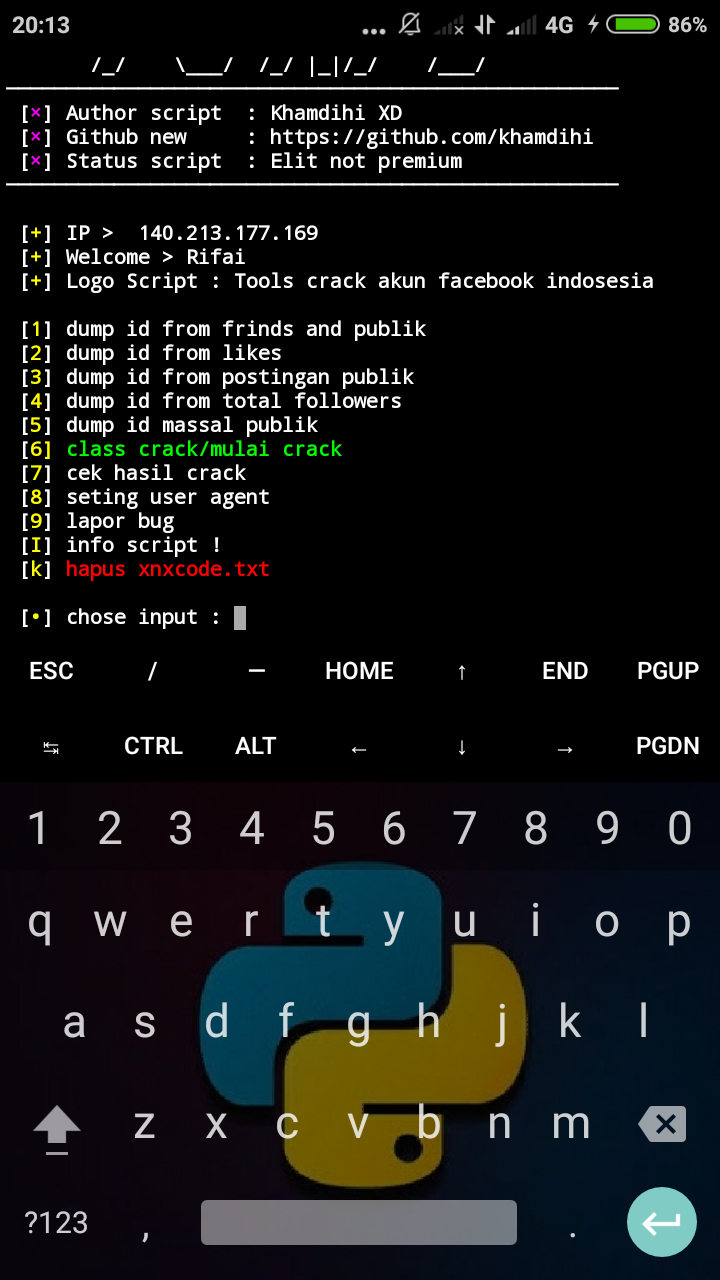 20:13 ... 4G 86%
/_/ \___/ /_/ |_|/_/ /___/
[×] Author script : Khamdihi XD
[×] Github new : https://github.com/khamdihi
[×] Status script : Elit not premium
[+] IP > 140.213.177.169
[+] Welcome > Rifai
[+] Logo Script : Tools crack akun facebook indosesia
[1] dump id from frinds and publik
[2] dump id from likes
[3] dump id from postingan publik
[4] dump id from total followers
[5] dump id massal publik
[6] class crack/mulai crack
[7] cek hasil crack
[8] seting user agent
[9] lapor bug
[I] info script !
[k] hapus xnxcode.txt
[•] chose input :
ESC / — HOME ↑ END PGUP
↹ CTRL ALT ← ↓ → PGDN
1 2 3 4 5 6 7 8 9 0
q w e r t y u i o p
a s d f g h j k l
z x c v b n m
?123 , .